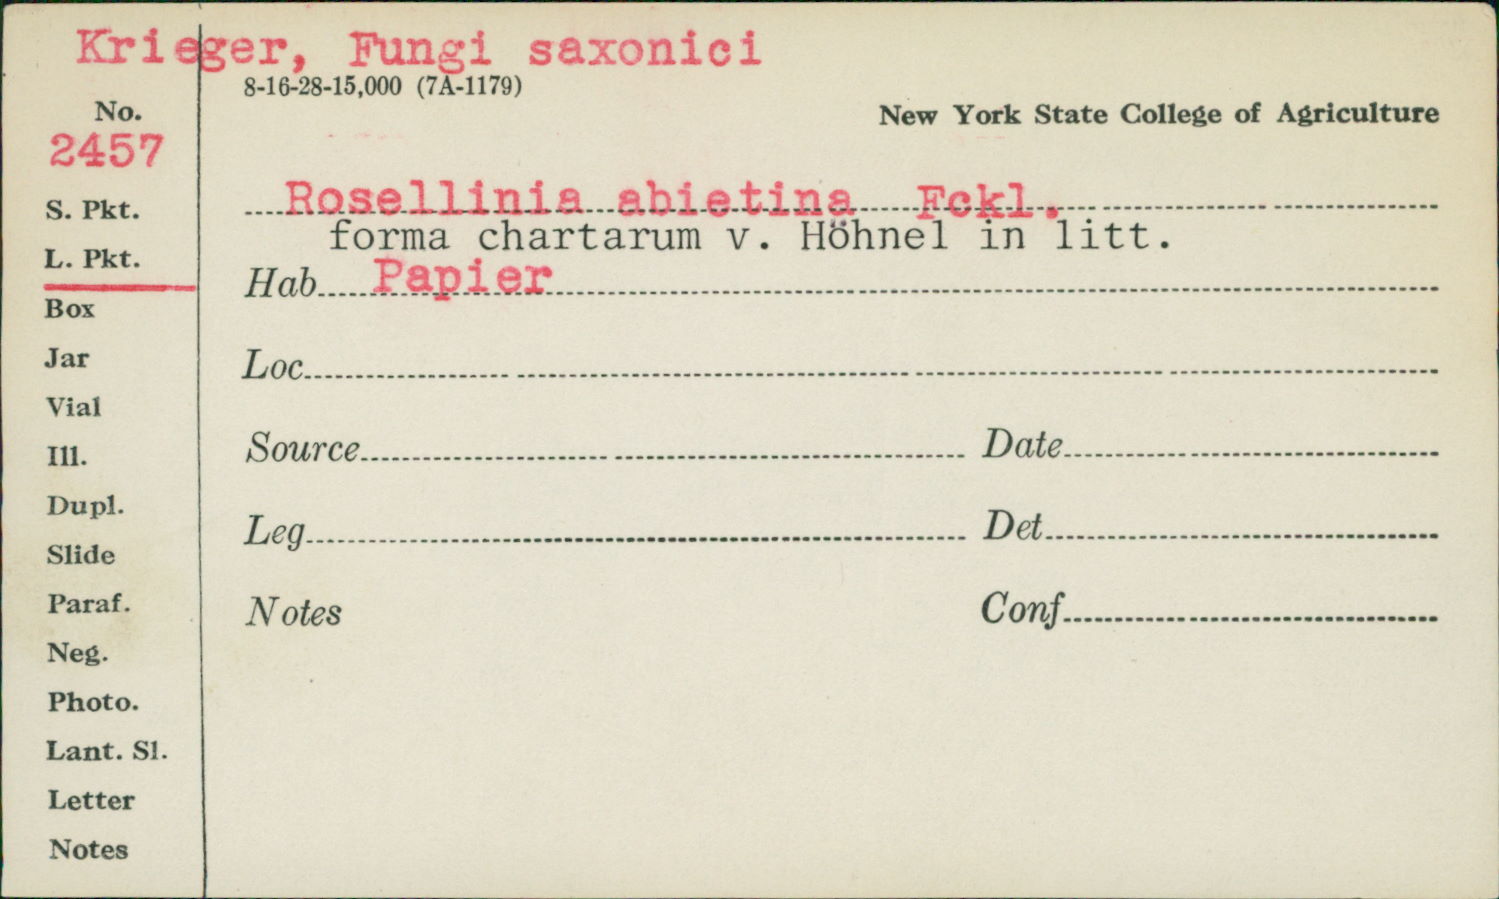 Krieger, Fungi saxonici
8-16-28-15,000 (7A-1179)
New York State College of Agriculture
No.
2457
S. Pkt.
L. Pkt.
Box
Jar
Vial
Ill.
Dupl.
Slide
Paraf.
Neg.
Photo.
Lant. Sl.
Letter
Notes
Rosellinia abietina Fckl.
forma chartarum v. Höhnel in litt.
Hab. Papier
Loc.
Source
Date
Leg.
Det.
Notes
Conf.